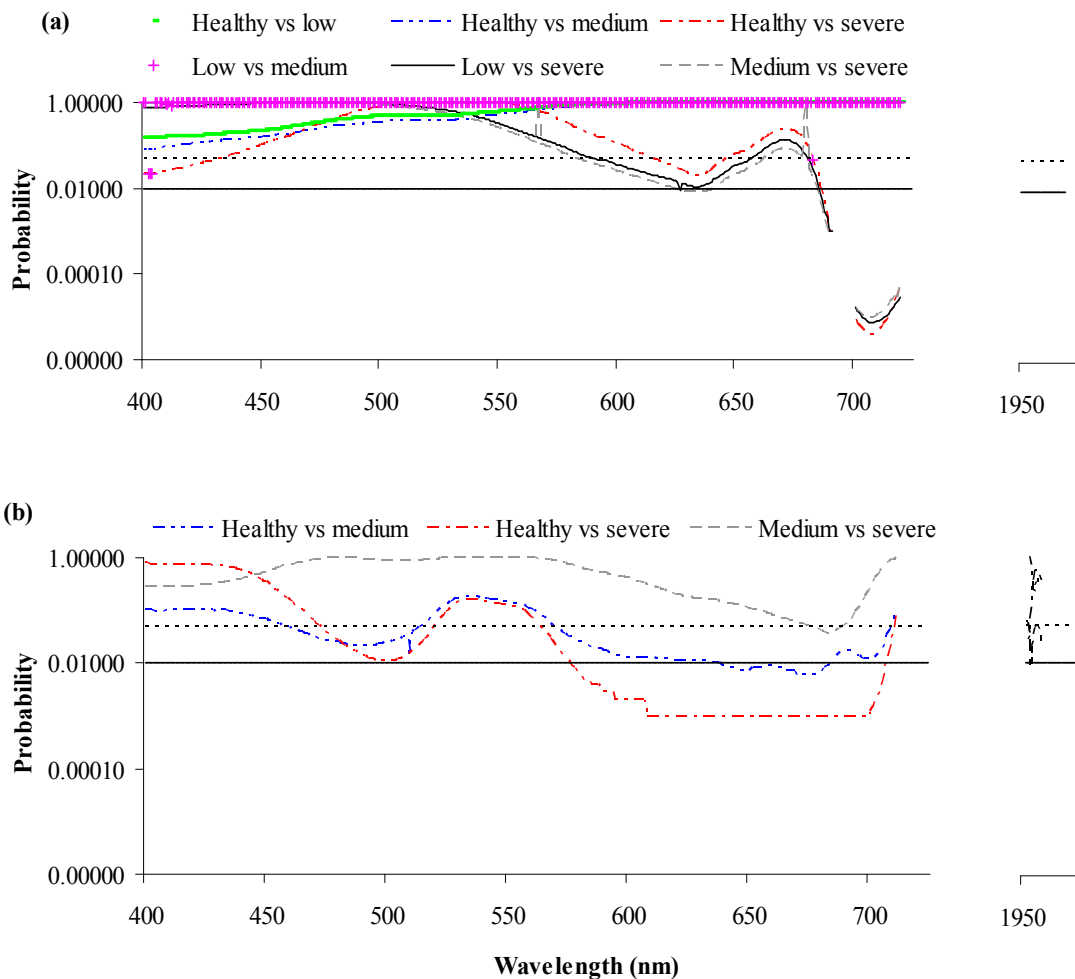 (a) Healthy vs low Healthy vs medium Healthy vs severe
Low vs medium Low vs severe Medium vs severe
1.00000
0.01000
0.00010
0.00000
Probability
400 450 500 550 600 650 700 1950
(b) Healthy vs medium Healthy vs severe Medium vs severe
1.00000
0.01000
0.00010
0.00000
Probability
400 450 500 550 600 650 700 1950
Wavelength (nm)